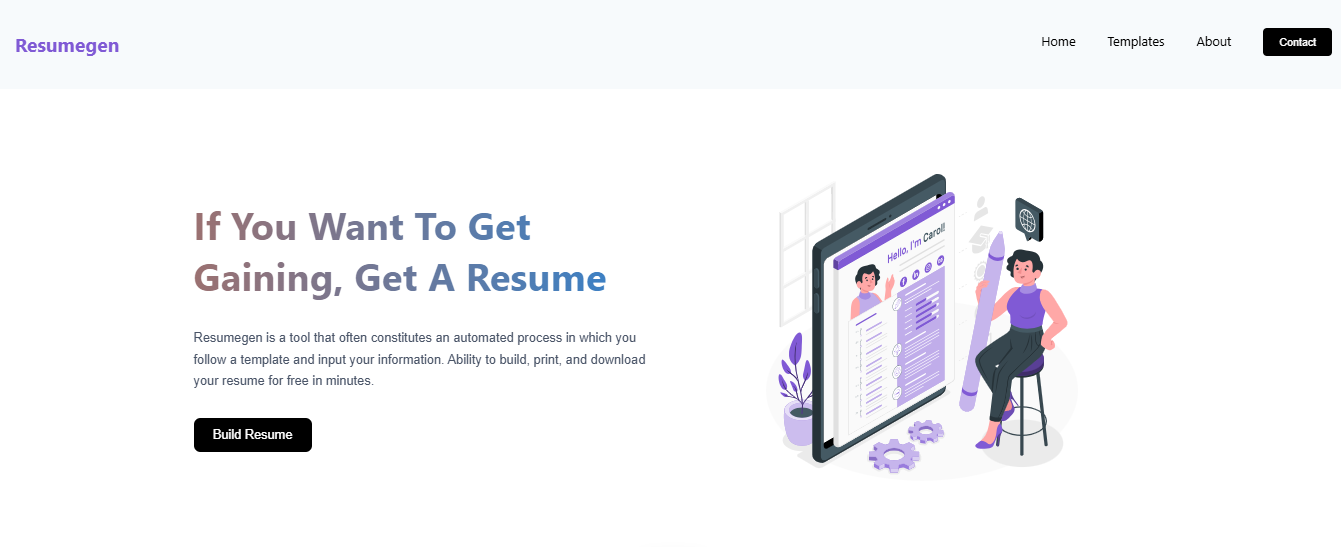 Resumegen
Home
Templates
About
Contact
If You Want To Get
Gaining, Get A Resume
Resumegen is a tool that often constitutes an automated process in which you
follow a template and input your information. Ability to build, print, and download
your resume for free in minutes.
Build Resume
Hello, I'm Carol!